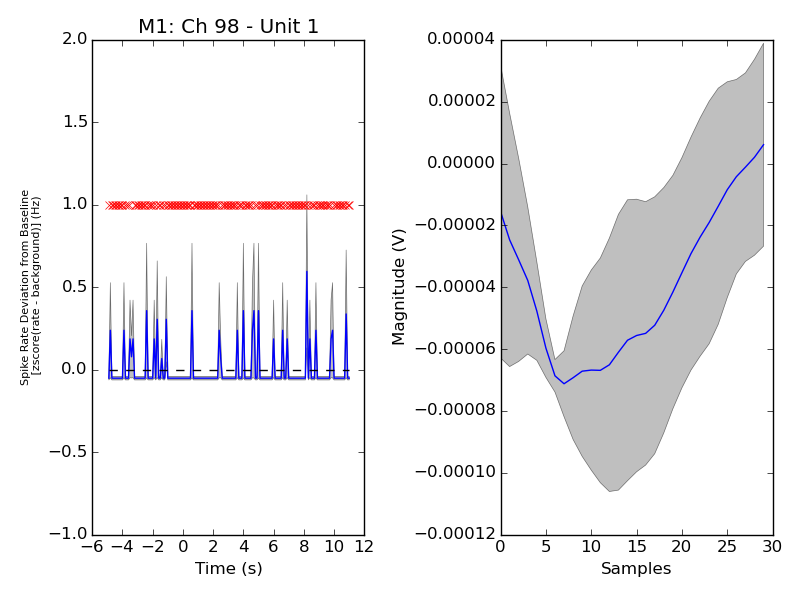 M1: Ch 98 - Unit 1
2.0
1.5
1.0
0.5
0.0
−0.5
−1.0
−6 −4 −2 0 2 4 6 8 10 12
Time (s)
Spike Rate Deviation from Baseline
[zscore(rate - background)] (Hz)
0.00004
0.00002
0.00000
−0.00002
−0.00004
−0.00006
−0.00008
−0.00010
−0.00012
0 5 10 15 20 25 30
Samples
Magnitude (V)